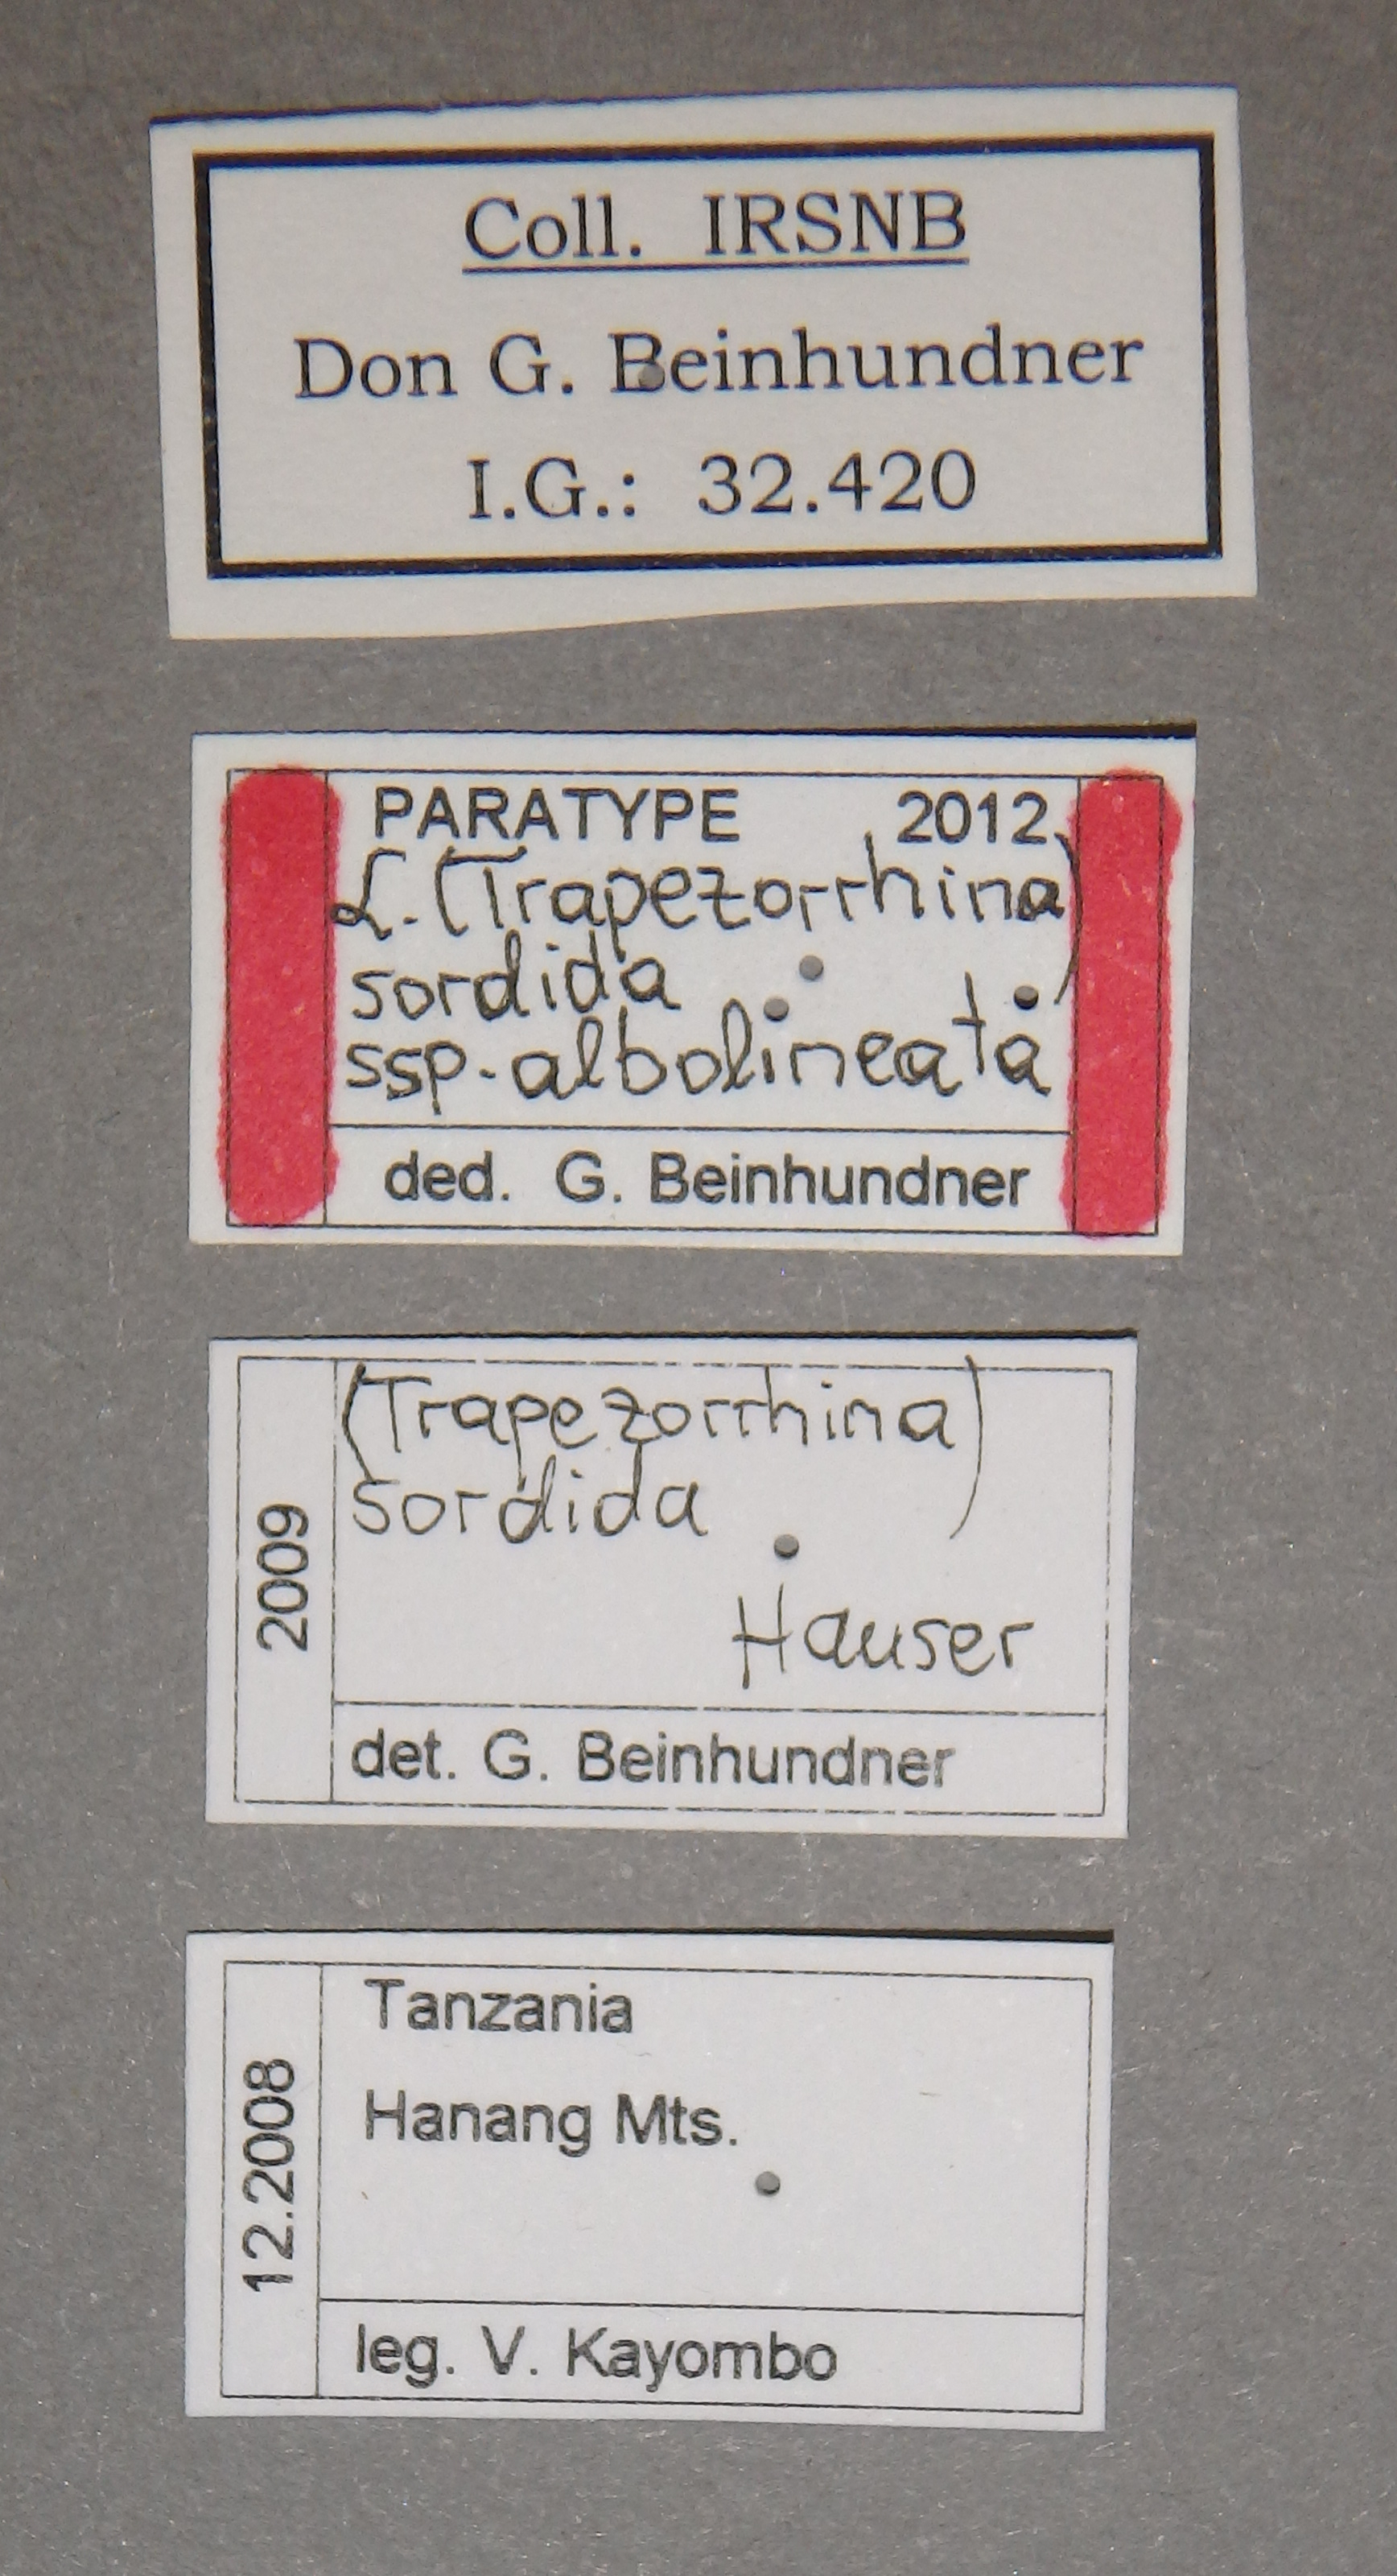 Coll. IRSNB
Don G. Beinhundner
I.G.: 32.420
PARATYPE 2012
L. (Trapezorrhina)
sordida
ssp. albolineata
ded. G. Beinhundner
2009
(Trapezorrhina)
sordida
Hauser
det. G. Beinhundner
12.2008
Tanzania
Hanang Mts.
leg. V. Kayombo